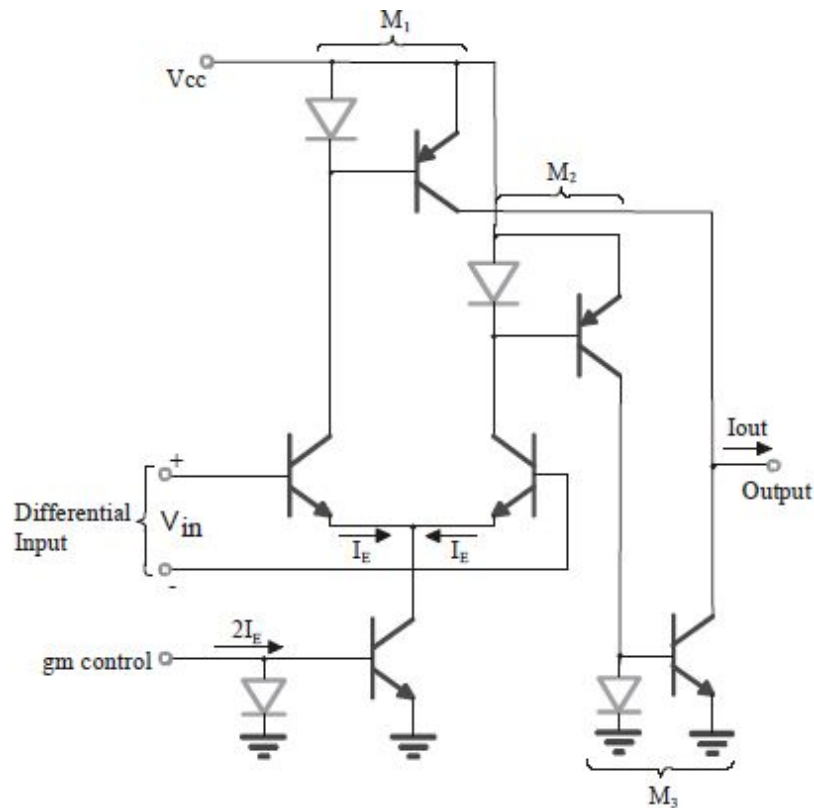 M1
Vcc
M2
Iout
+
Differential
Input
Vin
Output
IE
IE
-
2IE
gm control
M3